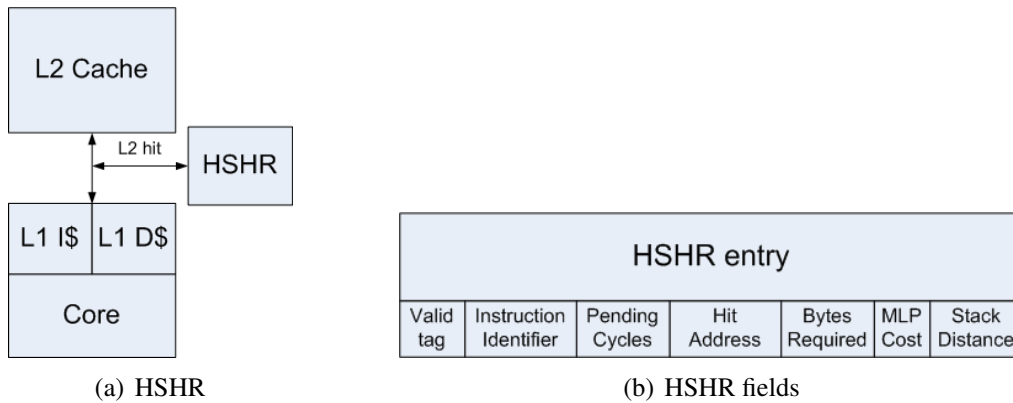 L2 Cache
L2 hit
HSHR
L1 I$ L1 D$
Core
(a) HSHR
HSHR entry
Valid tag
Instruction Identifier
Pending Cycles
Hit Address
Bytes Required
MLP Cost
Stack Distance
(b) HSHR fields